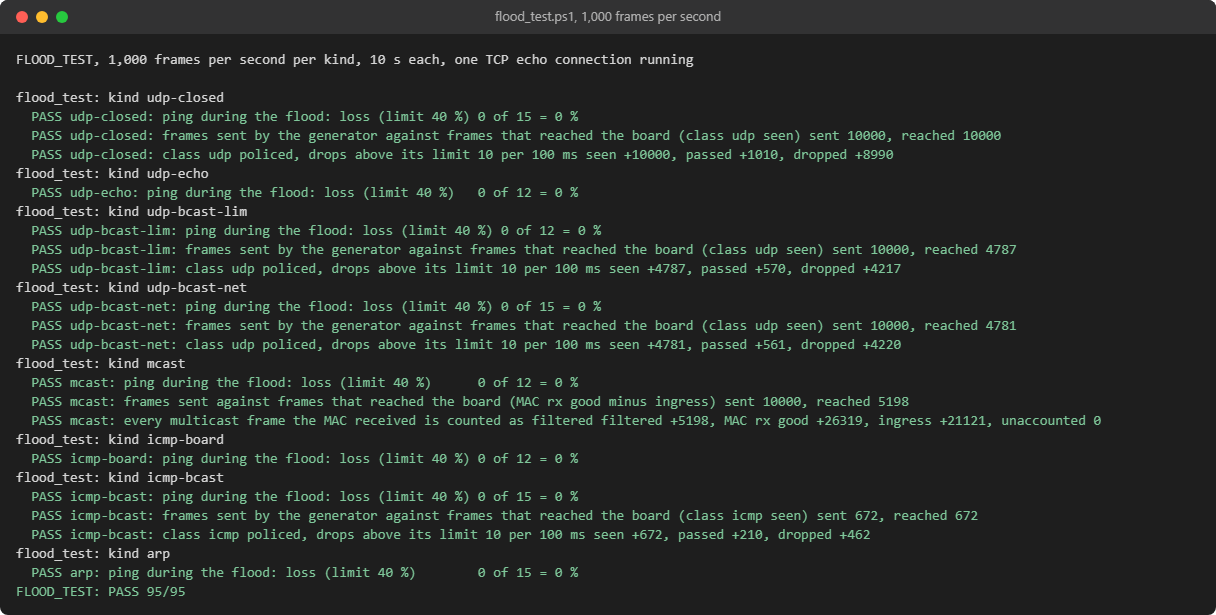 flood_test.ps1, 1,000 frames per second
FLOOD_TEST, 1,000 frames per second per kind, 10 s each, one TCP echo connection running
flood_test: kind udp-closed
PASS udp-closed: ping during the flood: loss (limit 40 %) 0 of 15 = 0 %
PASS udp-closed: frames sent by the generator against frames that reached the board (class udp seen) sent 10000, reached 10000
PASS udp-closed: class udp policed, drops above its limit 10 per 100 ms seen +10000, passed +1010, dropped +8990
flood_test: kind udp-echo
PASS udp-echo: ping during the flood: loss (limit 40 %)   0 of 12 = 0 %
flood_test: kind udp-bcast-lim
PASS udp-bcast-lim: ping during the flood: loss (limit 40 %) 0 of 12 = 0 %
PASS udp-bcast-lim: frames sent by the generator against frames that reached the board (class udp seen) sent 10000, reached 4787
PASS udp-bcast-lim: class udp policed, drops above its limit 10 per 100 ms seen +4787, passed +570, dropped +4217
flood_test: kind udp-bcast-net
PASS udp-bcast-net: ping during the flood: loss (limit 40 %) 0 of 15 = 0 %
PASS udp-bcast-net: frames sent by the generator against frames that reached the board (class udp seen) sent 10000, reached 4781
PASS udp-bcast-net: class udp policed, drops above its limit 10 per 100 ms seen +4781, passed +561, dropped +4220
flood_test: kind mcast
PASS mcast: ping during the flood: loss (limit 40 %)      0 of 12 = 0 %
PASS mcast: frames sent against frames that reached the board (MAC rx good minus ingress) sent 10000, reached 5198
PASS mcast: every multicast frame the MAC received is counted as filtered filtered +5198, MAC rx good +26319, ingress +21121, unaccounted 0
flood_test: kind icmp-board
PASS icmp-board: ping during the flood: loss (limit 40 %) 0 of 12 = 0 %
flood_test: kind icmp-bcast
PASS icmp-bcast: ping during the flood: loss (limit 40 %) 0 of 15 = 0 %
PASS icmp-bcast: frames sent by the generator against frames that reached the board (class icmp seen) sent 672, reached 672
PASS icmp-bcast: class icmp policed, drops above its limit 10 per 100 ms seen +672, passed +210, dropped +462
flood_test: kind arp
PASS arp: ping during the flood: loss (limit 40 %)        0 of 15 = 0 %
FLOOD_TEST: PASS 95/95